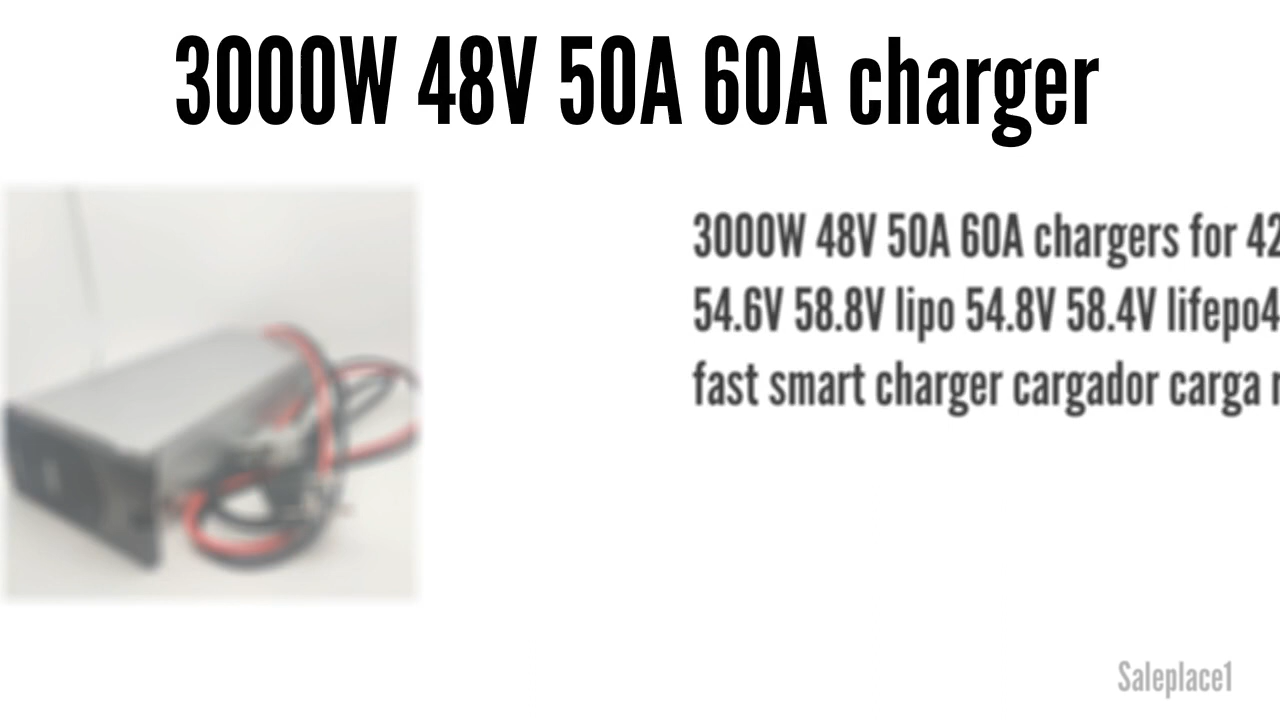 3000W 48V 50A 60A charger
3000W 48V 50A 60A chargers for 42
54.6V 58.8V lipo 54.8V 58.4V lifepo4
fast smart charger cargador carga
Saleplace1